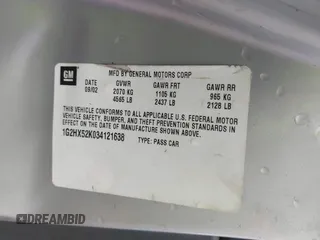 GM
MFD BY GENERAL MOTORS CORP
DATE GVWR GAWR FRT GAWR RR
09/02 2070 KG 1105 KG 965 KG
4565 LB 2437 LB 2128 LB
THIS VEHICLE CONFORMS TO ALL APPLICABLE U.S. FEDERAL MOTOR
VEHICLE SAFETY, BUMPER, AND THEFT PREVENTION STANDARDS IN
EFFECT ON THE DATE OF MANUFACTURE SHOWN ABOVE.
1G2HX52K034121638
TYPE: PASS CAR
DREAMBID